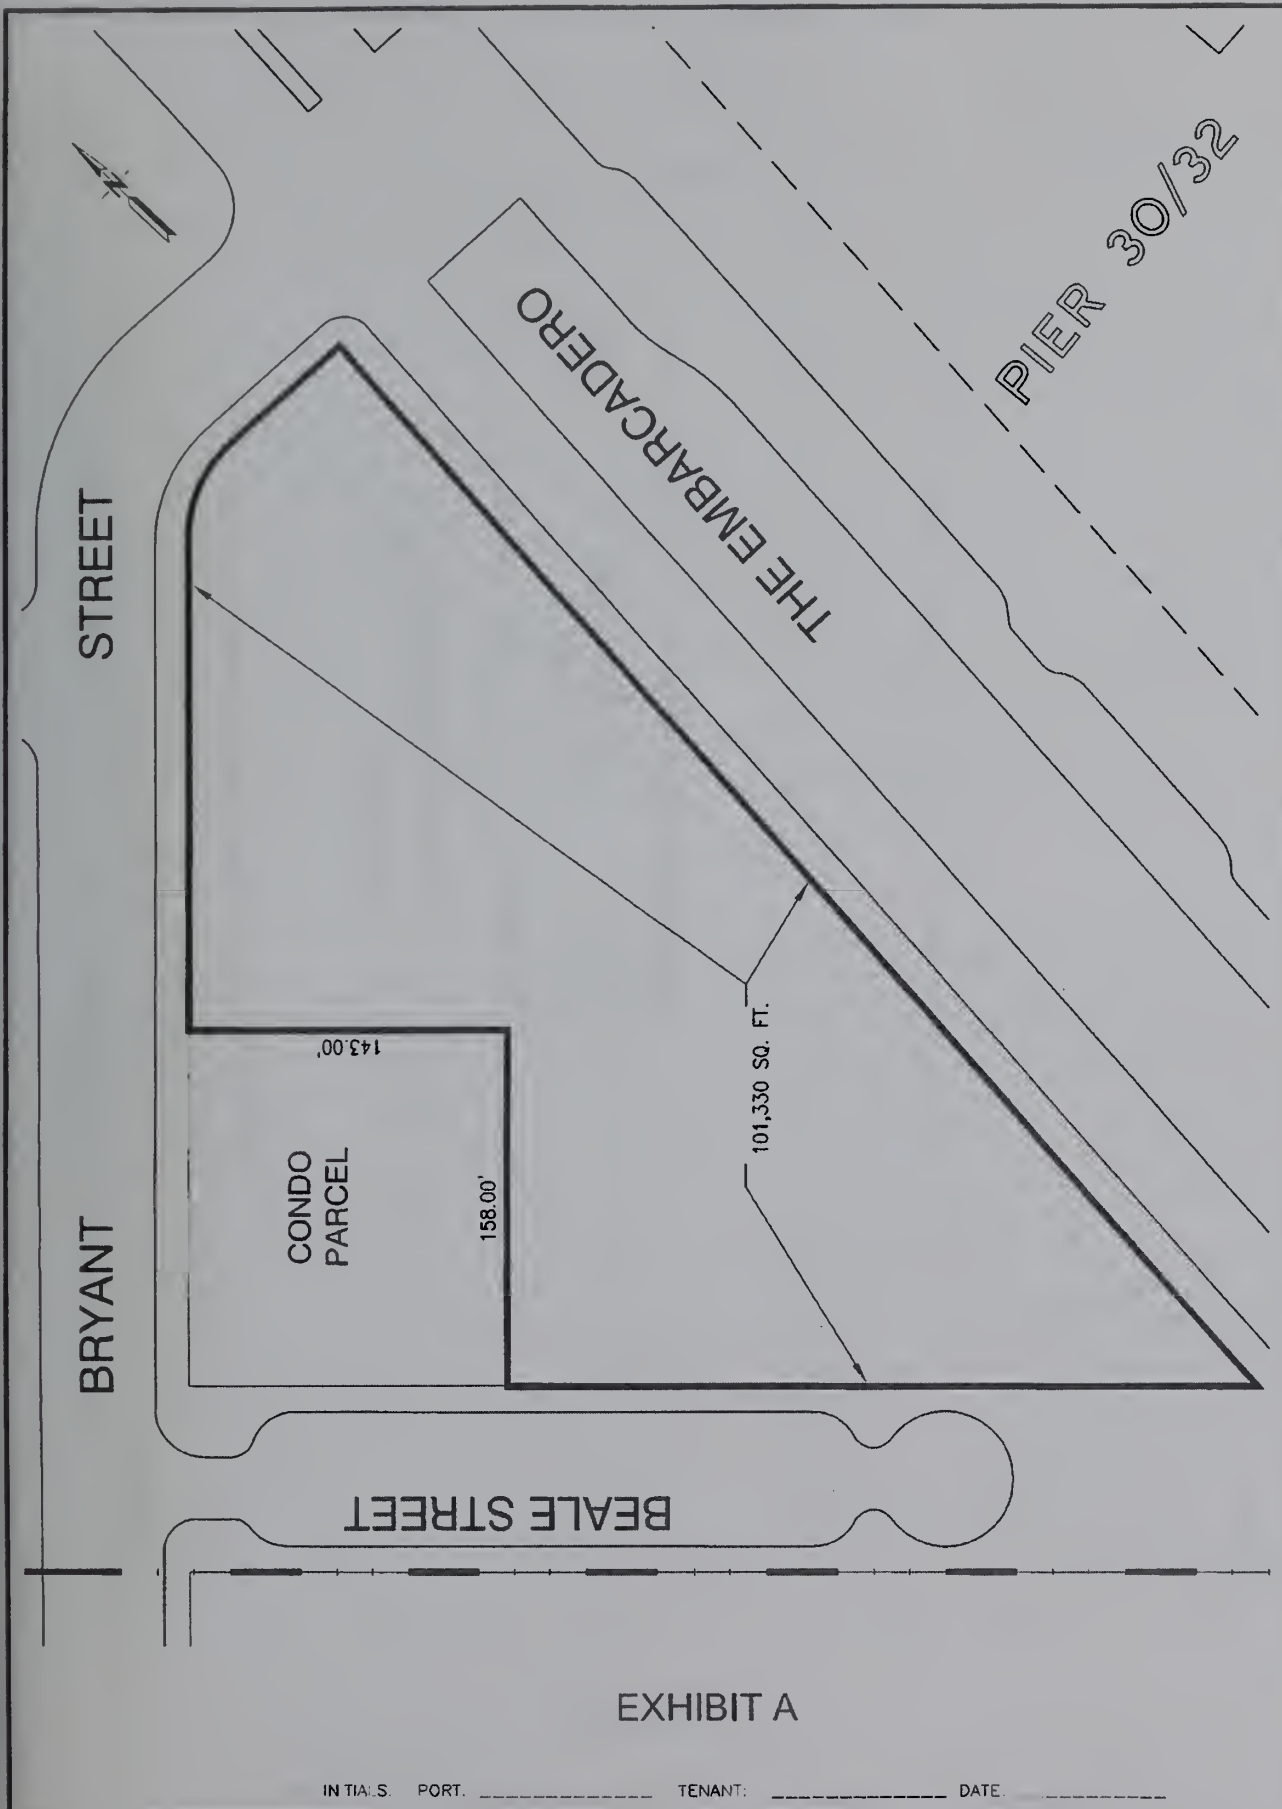 N
PIER 30/32
THE EMBARCADERO
BRYANT STREET
143.00'
CONDO
PARCEL
158.00'
101,330 SQ. FT.
BEALE STREET
EXHIBIT A
INTIALS. PORT. TENANT: DATE.